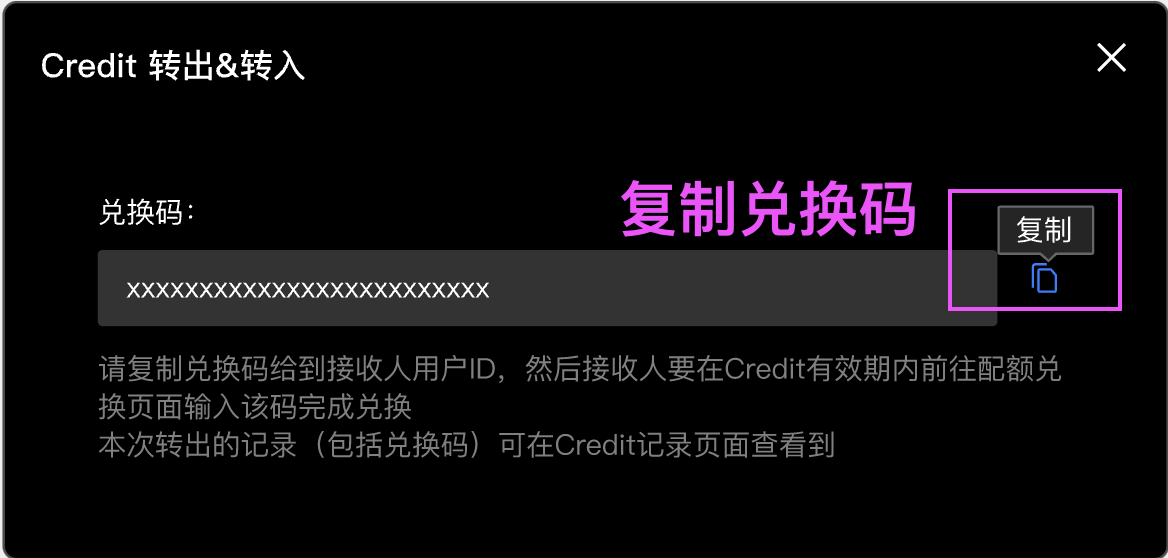 Credit 转出&转入
兑换码：
复制兑换码
复制
xxxxxxxxxxxxxxxxxxxxxxxxx
请复制兑换码给到接收人用户ID，然后接收人要在Credit有效期内前往配额兑
换页面输入该码完成兑换
本次转出的记录（包括兑换码）可在Credit记录页面查看到